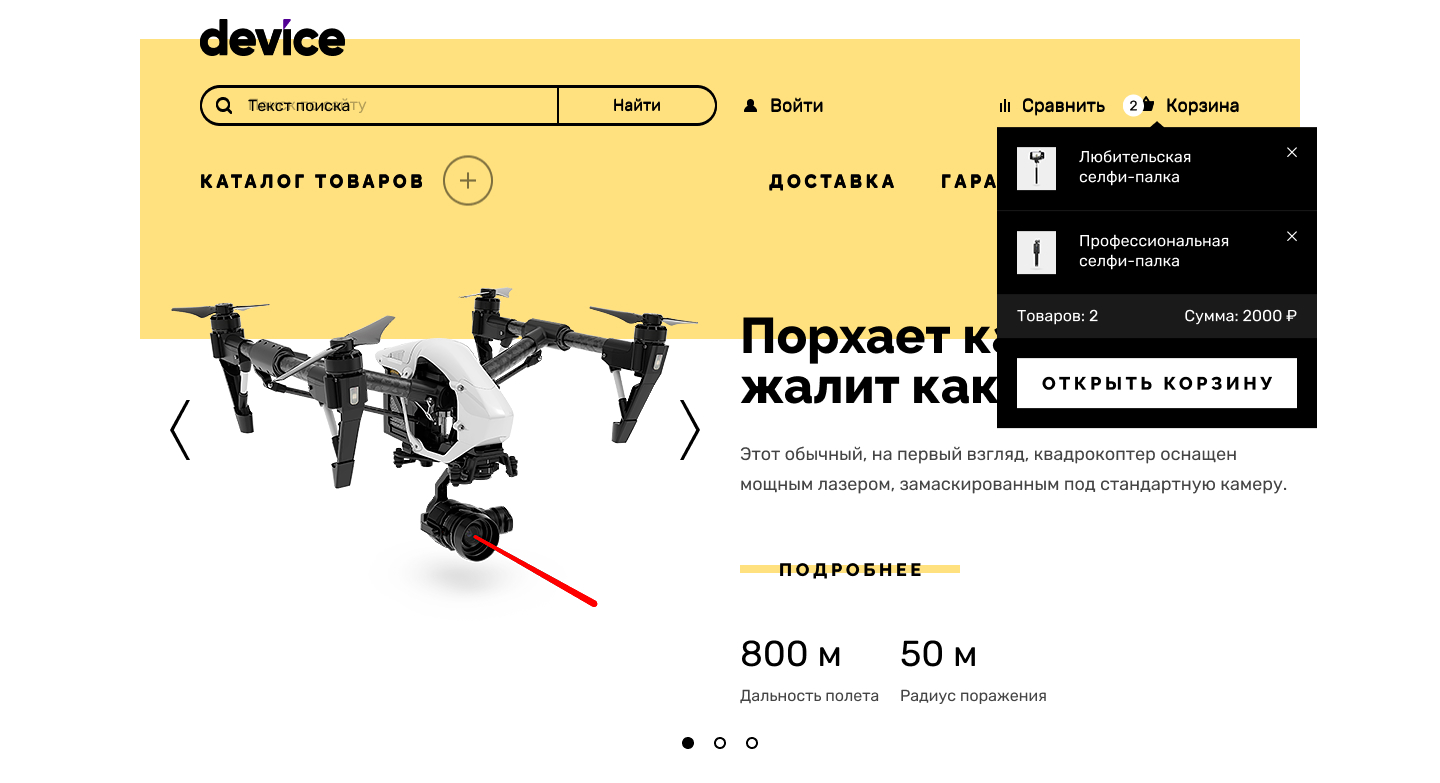 device
Текст поиска
Найти
Войти
Сравнить
2
Корзина
КАТАЛОГ ТОВАРОВ
ДОСТАВКА
ГАРА
Любительская
селфи-палка
Профессиональная
селфи-палка
Товаров: 2
Сумма: 2000 ₽
ОТКРЫТЬ КОРЗИНУ
Порхает ка
жалит как
Этот обычный, на первый взгляд, квадрокоптер оснащен
мощным лазером, замаскированным под стандартную камеру.
ПОДРОБНЕЕ
800 м
50 м
Дальность полета
Радиус поражения